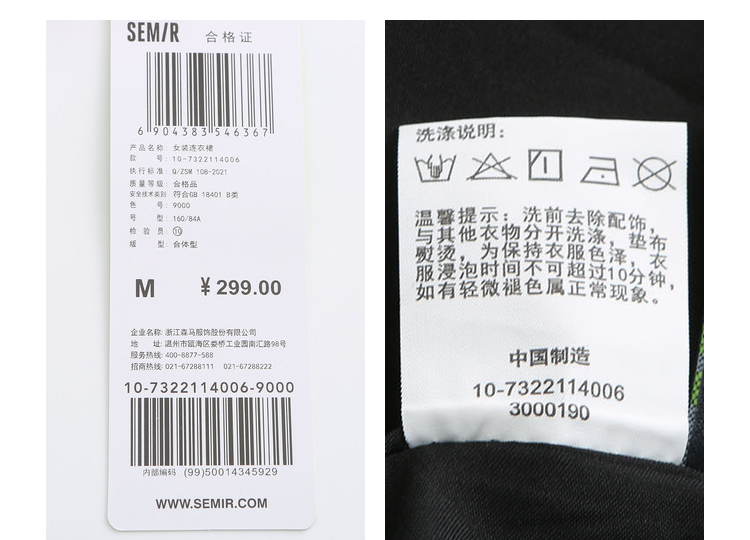 SEMIR 合格证
6 904383 546367
产品名称: 女装连衣裙
款 号: 10-7322114006
执行标准: Q/ZSM 108-2021
质量等级: 合格品
安全技术类别: 符合GB 18401 B类
色 号: 9000
号 型: 160/84A
检 验 员: 10
版 型: 合体型
M ¥299.00
企业名称: 浙江森马服饰股份有限公司
地 址: 温州市瓯海区娄桥工业园南汇路98号
服务热线: 400-8877-588
招商热线: 021-67288111 021-67288222
10-7322114006-9000
内部编码 (99)50014345929
WWW.SEMIR.COM
洗涤说明:
温馨提示: 洗前去除配饰,
与其他衣物分开洗涤, 垫布
熨烫, 为保持衣服色泽, 衣
服浸泡时间不可超过10分钟,
如有轻微褪色属正常现象。
中国制造
10-7322114006
3000190